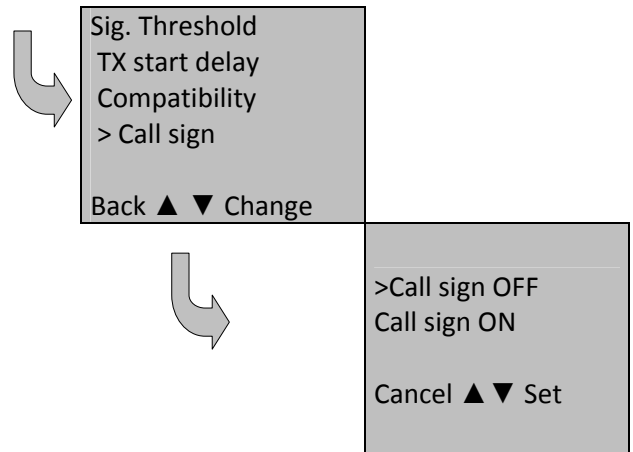 Sig. Threshold
TX start delay
Compatibility
> Call sign
Back ▲ ▼ Change
>Call sign OFF
Call sign ON
Cancel ▲ ▼ Set